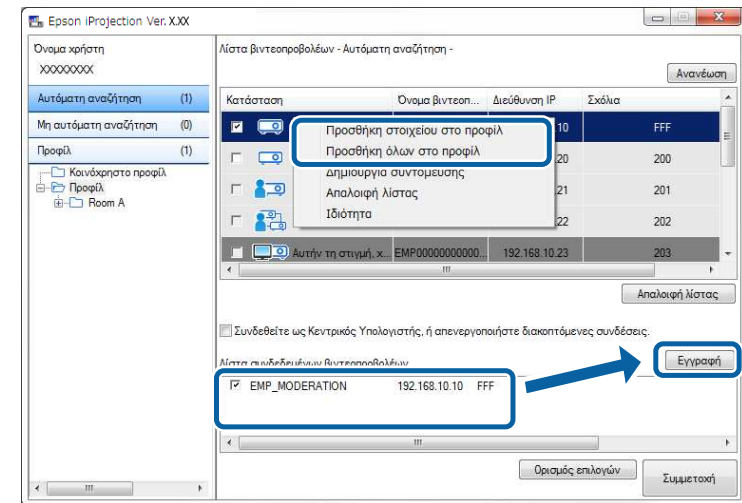 Epson iProjection Ver. X.XX
Όνομα χρήστη
XXXXXXXX
Αυτόματη αναζήτηση (1)
Μη αυτόματη αναζήτηση (0)
Προφίλ (1)
Κοινόχρηστο προφίλ
Προφίλ
Room A
Λίστα βιντεοπροβολέων - Αυτόματη αναζήτηση -
Ανανέωση
Κατάσταση Όνομα βιντεοπ... Διεύθυνση IP Σχόλια
10 FFF
Προσθήκη στοιχείου στο προφίλ
Προσθήκη όλων στο προφίλ
Δημιουργία συντόμευσης
Απαλοιφή λίστας
Ιδιότητα
20 200
21 201
22 202
Αυτήν τη στιγμή, χ... EMP00000000000... 192.168.10.23 203
Απαλοιφή λίστας
Συνδεθείτε ως Κεντρικός Υπολογιστής, ή απενεργοποιήστε διακοπτόμενες συνδέσεις.
Λίστα συνδεδεμένων βιντεοπροβολέων
Εγγραφή
EMP_MODERATION 192.168.10.10 FFF
Ορισμός επιλογών
Συμμετοχή